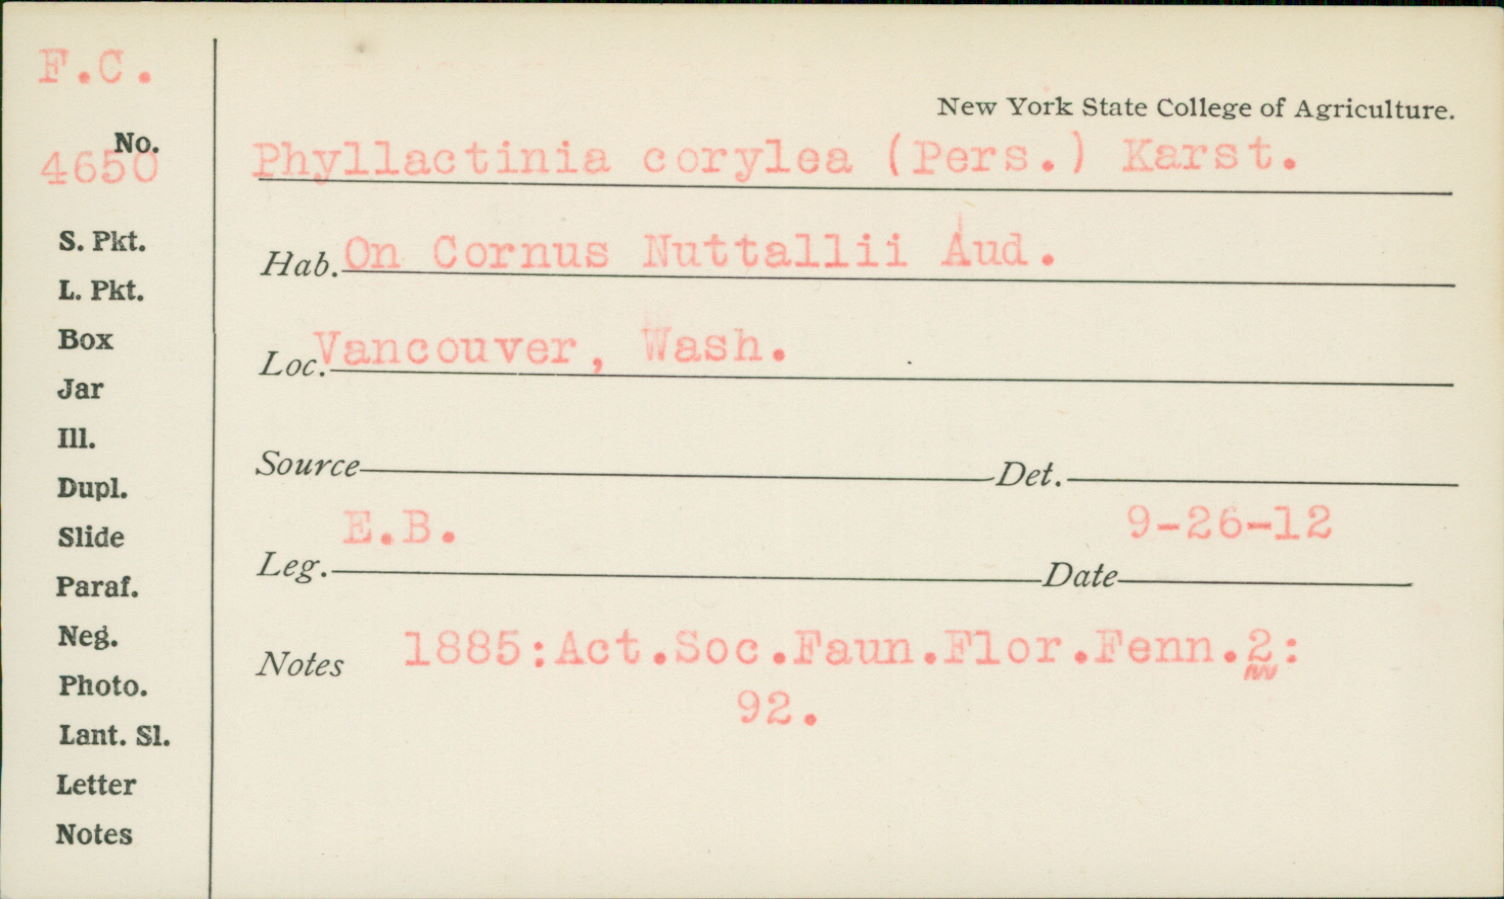 F.C.
New York State College of Agriculture.
No. 4650
Phyllactinia corylea (Pers.) Karst.
S. Pkt.
Hab. On Cornus Nuttallii Aud.
L. Pkt.
Box
Loc. Vancouver, Wash.
Jar
Ill.
Source Det.
Dupl.
Slide
Leg. E.B. Date 9-26-12
Paraf.
Neg.
Notes 1885:Act.Soc.Faun.Flor.Fenn.2:
92.
Photo.
Lant. Sl.
Letter
Notes